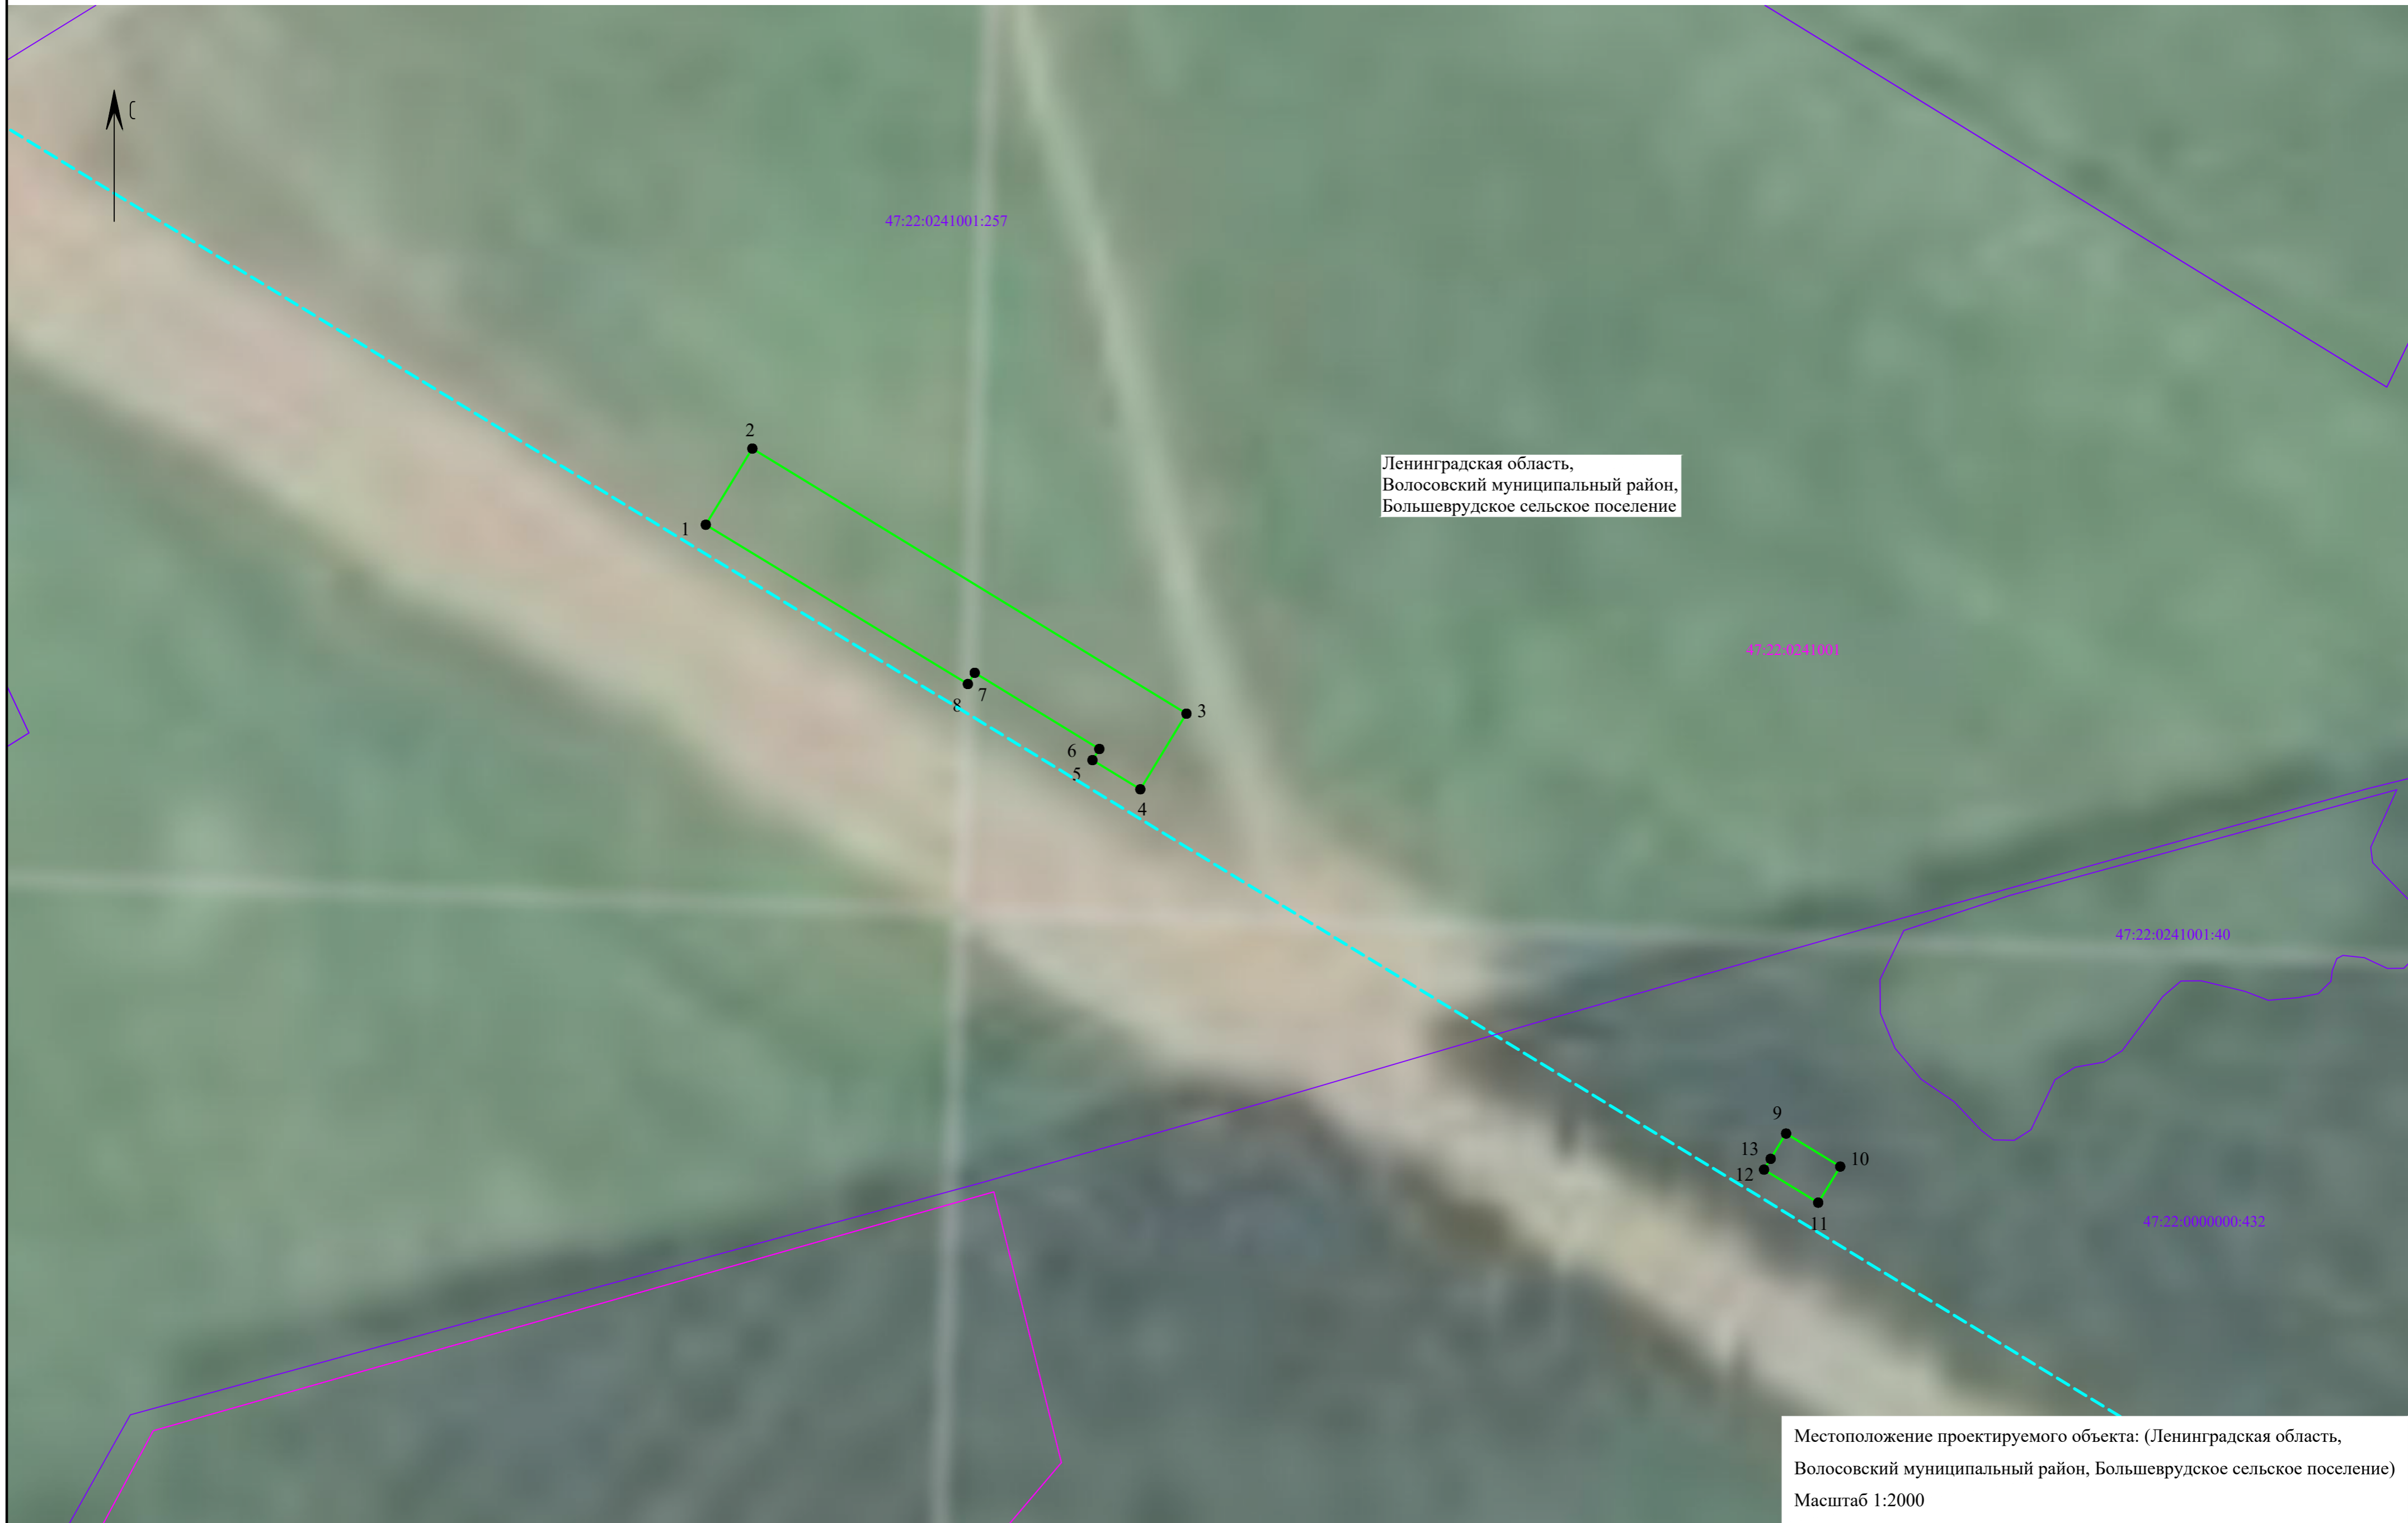 47:22:0241001:257
2
Ленинградская область,
Волосовский муниципальный район,
Большеврудское сельское поселение
1
47:22:0241001
7
8
3
6
5
4
47:22:0241001:40
9
13
10
12
11
47:22:0000000:432
Местоположение проектируемого объекта: (Ленинградская область,
Волосовский муниципальный район, Большеврудское сельское поселение)
Масштаб 1:2000